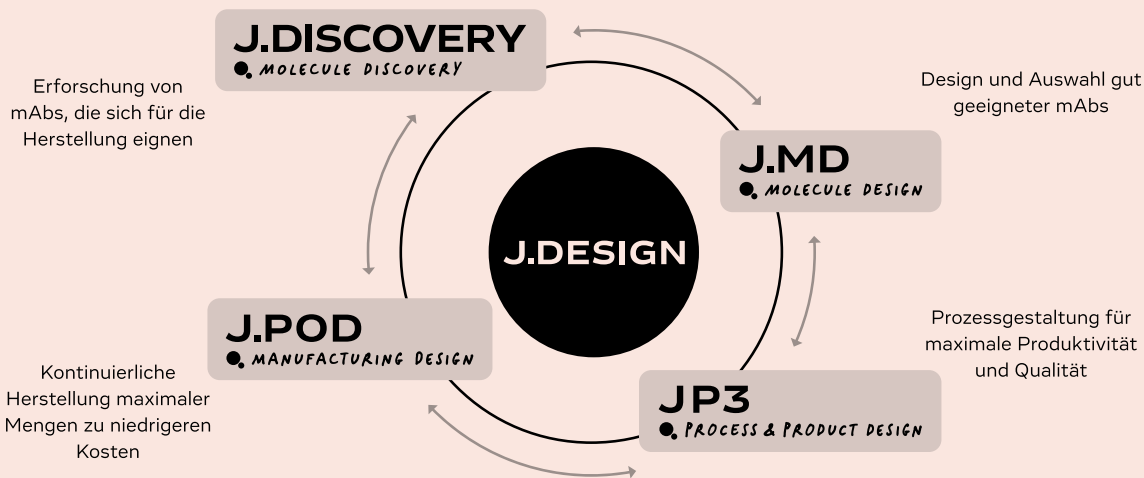 J.DISCOVERY
MOLECULE DISCOVERY
Erforschung von
mAbs, die sich für die
Herstellung eignen
Design und Auswahl gut
geeigneter mAbs
J.MD
MOLECULE DESIGN
J.DESIGN
J.POD
MANUFACTURING DESIGN
Prozessgestaltung für
maximale Produktivität
und Qualität
Kontinuierliche
Herstellung maximaler
Mengen zu niedrigeren
Kosten
JP3
PROCESS & PRODUCT DESIGN